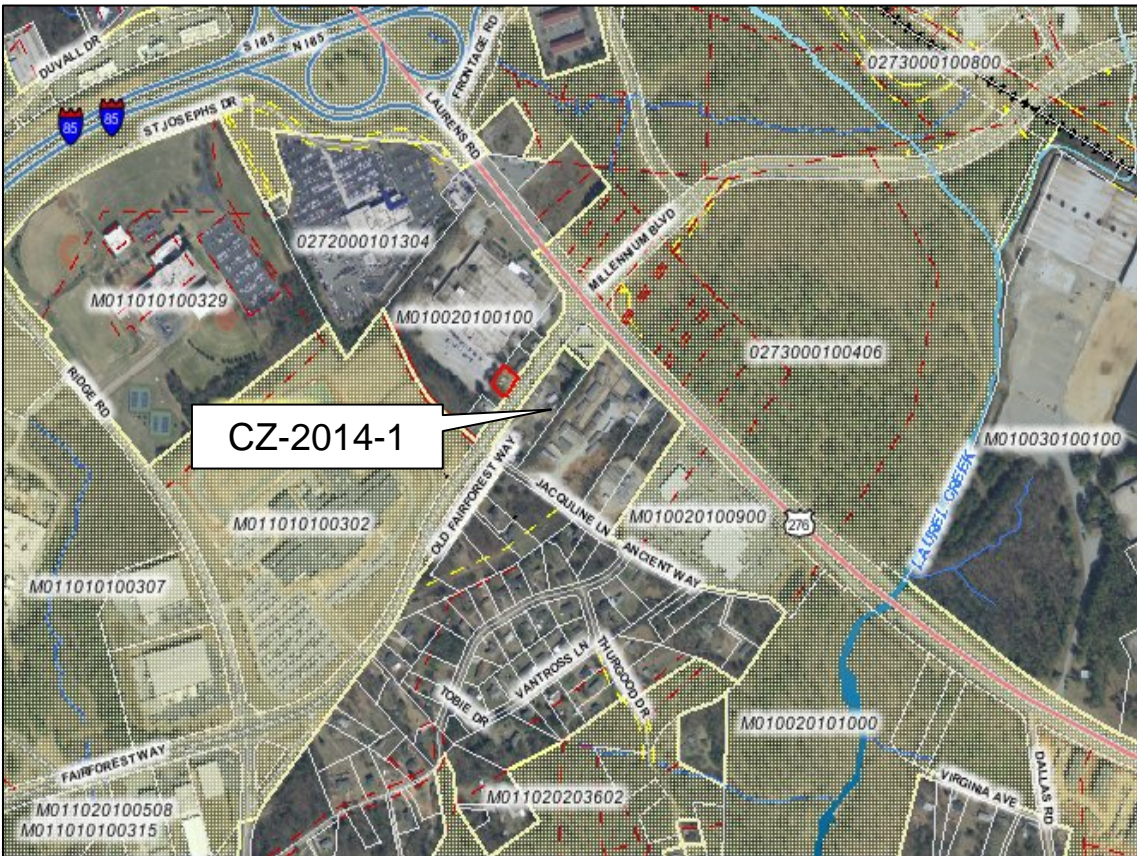 DUVALL DR
S I85
N I85
FRONTAGE RD
0273000100800
85
85
ST JOSEPHS DR
LAURENS RD
MILLENNIUM BLVD
0272000101304
M011010100329
M010020100100
0273000100406
RIDGE RD
CZ-2014-1
M010030100100
OLD FAIRFOREST WAY
JACQULINE LN
ANCIENT WAY
M010020100900
276
LAUREL CREEK
M011010100302
M011010100307
THURGOOD DR
VANTROSS LN
TOBIE DR
M010020101000
FAIRFOREST WAY
M011020203602
VIRGINIA AVE
DALLAS RD
M011020100508
M011010100315